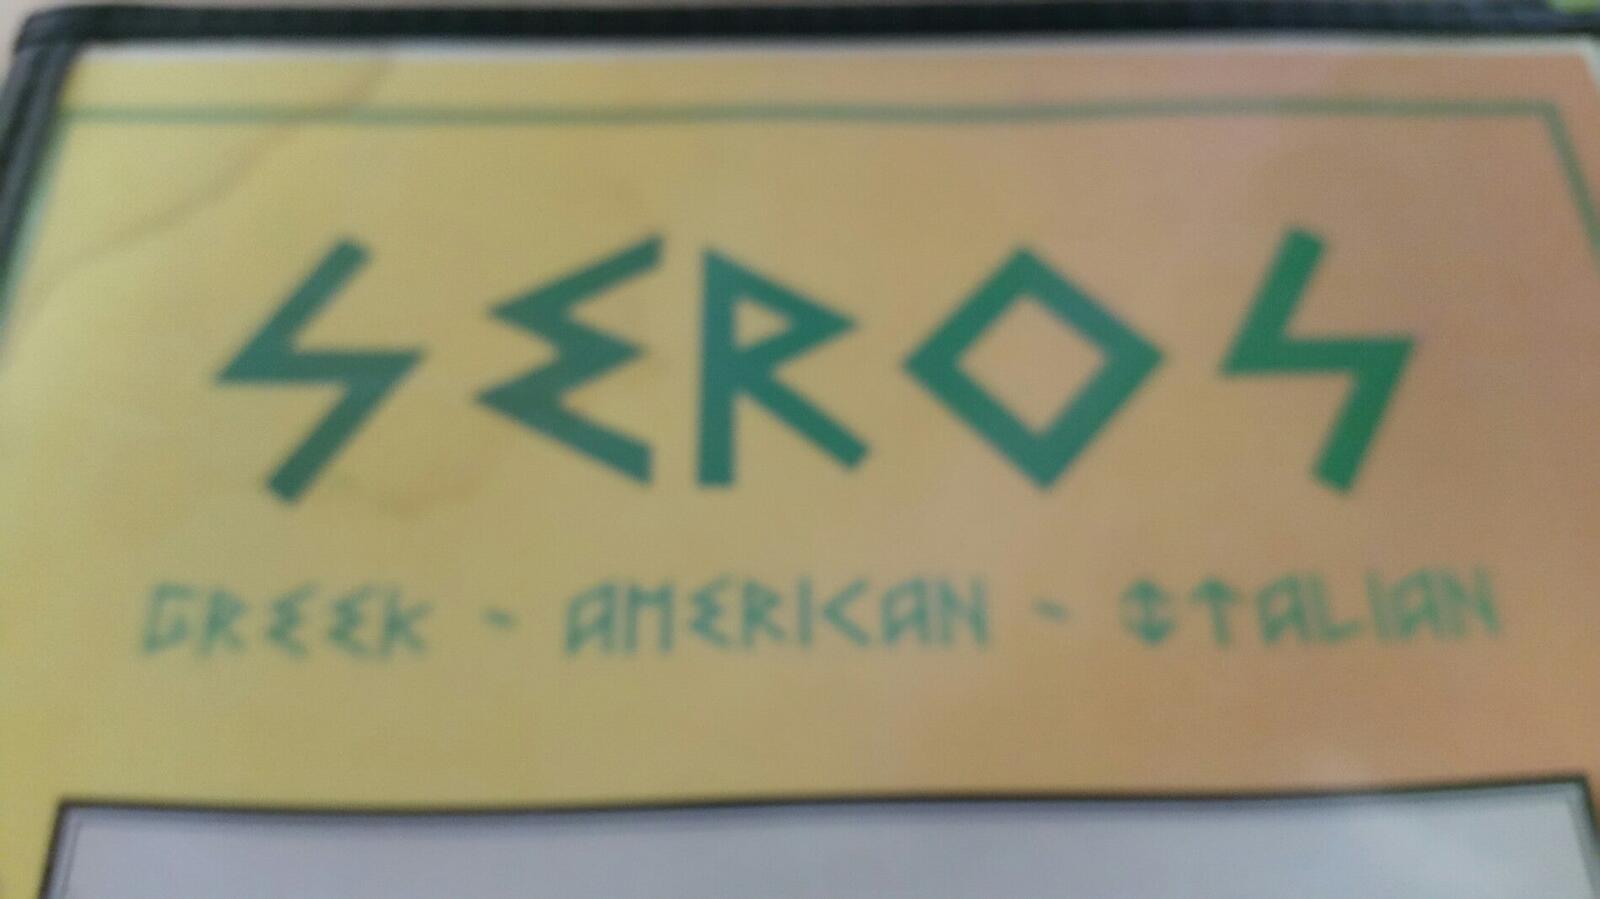 SEROS
GREEK - AMERICAN - ITALIAN